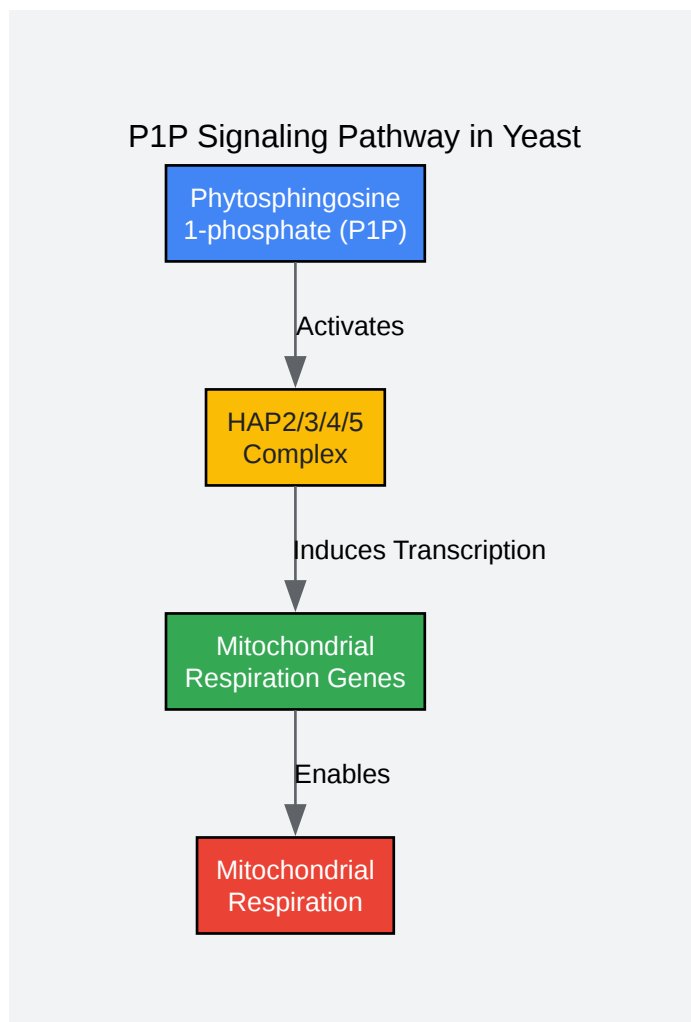 P1P Signaling Pathway in Yeast
Phytosphingosine
1-phosphate (P1P)
Activates
HAP2/3/4/5
Complex
Induces Transcription
Mitochondrial
Respiration Genes
Enables
Mitochondrial
Respiration